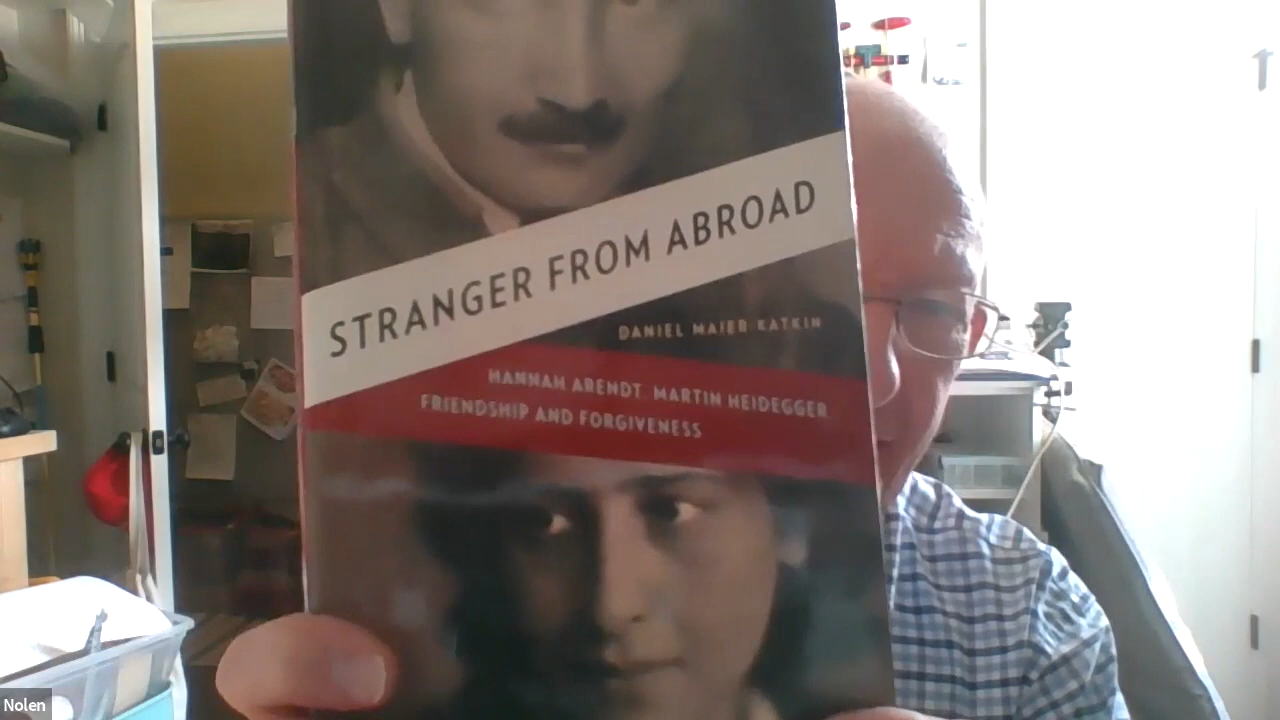 STRANGER FROM ABROAD
DANIEL MAIER-KATKIN
HANNAH ARENDT, MARTIN HEIDEGGER
FRIENDSHIP AND FORGIVENESS
Nolen